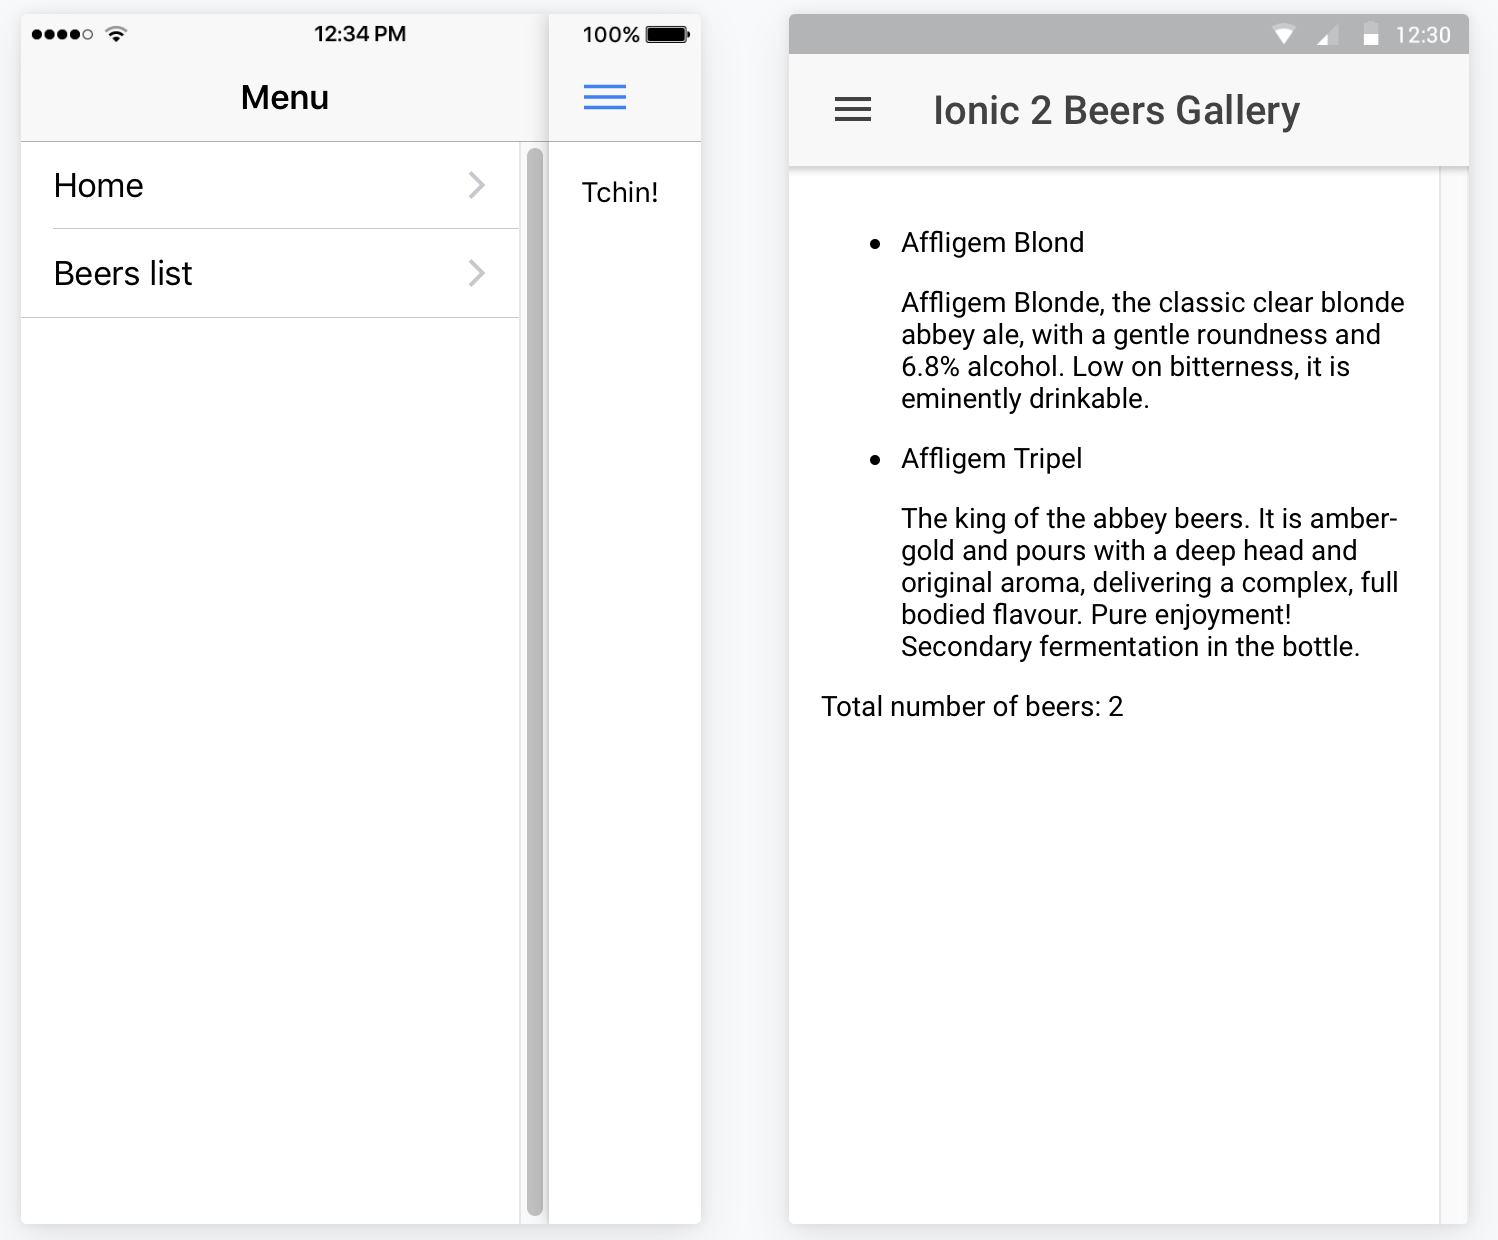 12:34 PM
100%
Menu
Home
Beers list
Tchin!
12:30
Ionic 2 Beers Gallery
Affligem Blond
Affligem Blonde, the classic clear blonde
abbey ale, with a gentle roundness and
6.8% alcohol. Low on bitterness, it is
eminently drinkable.
Affligem Tripel
The king of the abbey beers. It is amber-
gold and pours with a deep head and
original aroma, delivering a complex, full
bodied flavour. Pure enjoyment!
Secondary fermentation in the bottle.
Total number of beers: 2